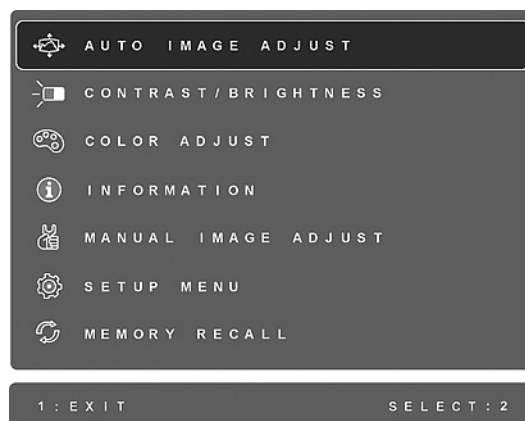 AUTO IMAGE ADJUST
CONTRAST/BRIGHTNESS
COLOR ADJUST
INFORMATION
MANUAL IMAGE ADJUST
SETUP MENU
MEMORY RECALL
1:EXIT SELECT:2